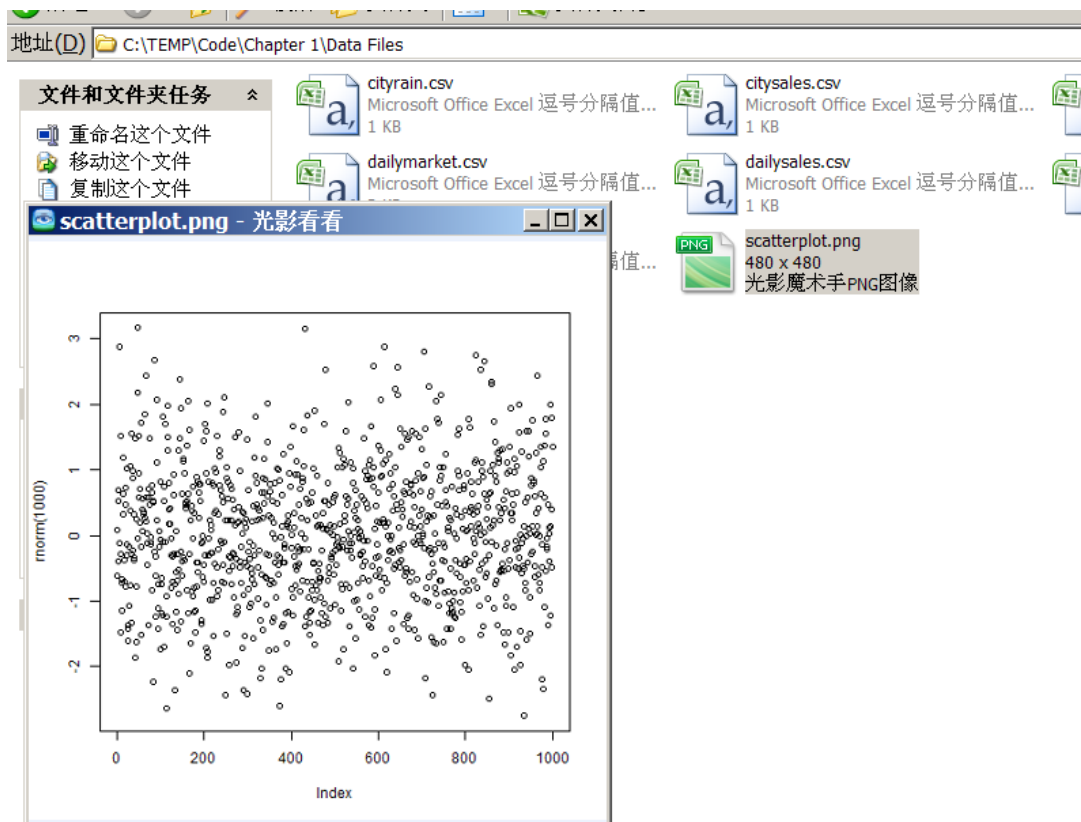 地址(D) C:\TEMP\Code\Chapter 1\Data Files
文件和文件夹任务
重命名这个文件
移动这个文件
复制这个文件
cityrain.csv
Microsoft Office Excel 逗号分隔值...
1 KB
citysales.csv
Microsoft Office Excel 逗号分隔值...
1 KB
dailymarket.csv
Microsoft Office Excel 逗号分隔值...
dailysales.csv
Microsoft Office Excel 逗号分隔值...
1 KB
值...
scatterplot.png
480 x 480
光影魔术手PNG图像
PNG
scatterplot.png - 光影看看
3
2
1
0
-1
-2
rnorm(1000)
0 200 400 600 800 1000
Index